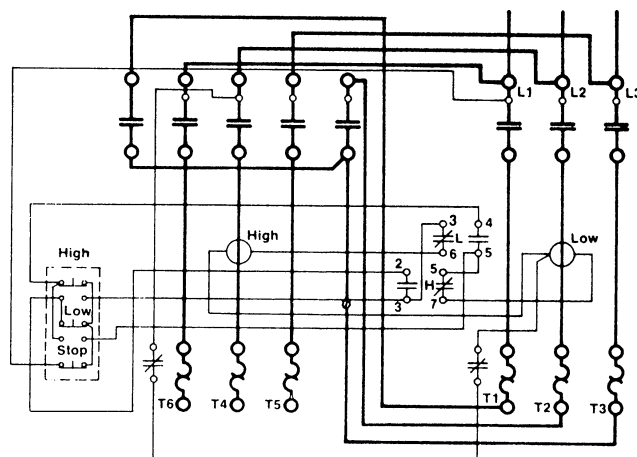 L1 L2 L3
3 4
High L Low
High 6 5
2 5
Low H
3 7
Stop
T6 T4 T5 T1 T2 T3